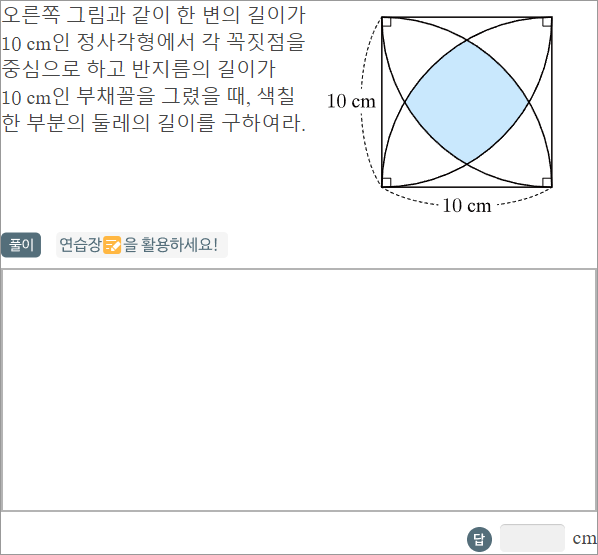 오른쪽 그림과 같이 한 변의 길이가
10 cm인 정사각형에서 각 꼭짓점을
중심으로 하고 반지름의 길이가
10 cm인 부채꼴을 그렸을 때, 색칠
한 부분의 둘레의 길이를 구하여라.
10 cm
10 cm
풀이 연습장을 활용하세요!
답 cm